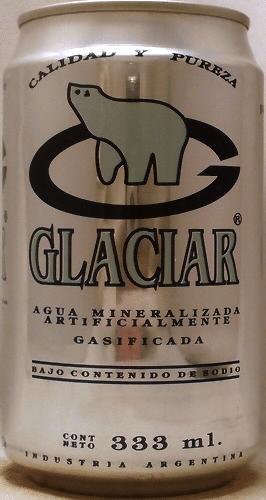 CALIDAD Y PUREZA
G
GLACIAR®
AGUA MINERALIZADA
ARTIFICIALMENTE
GASIFICADA
BAJO CONTENIDO DE SODIO
CONT
NETO 333 ml.
INDUSTRIA ARGENTINA